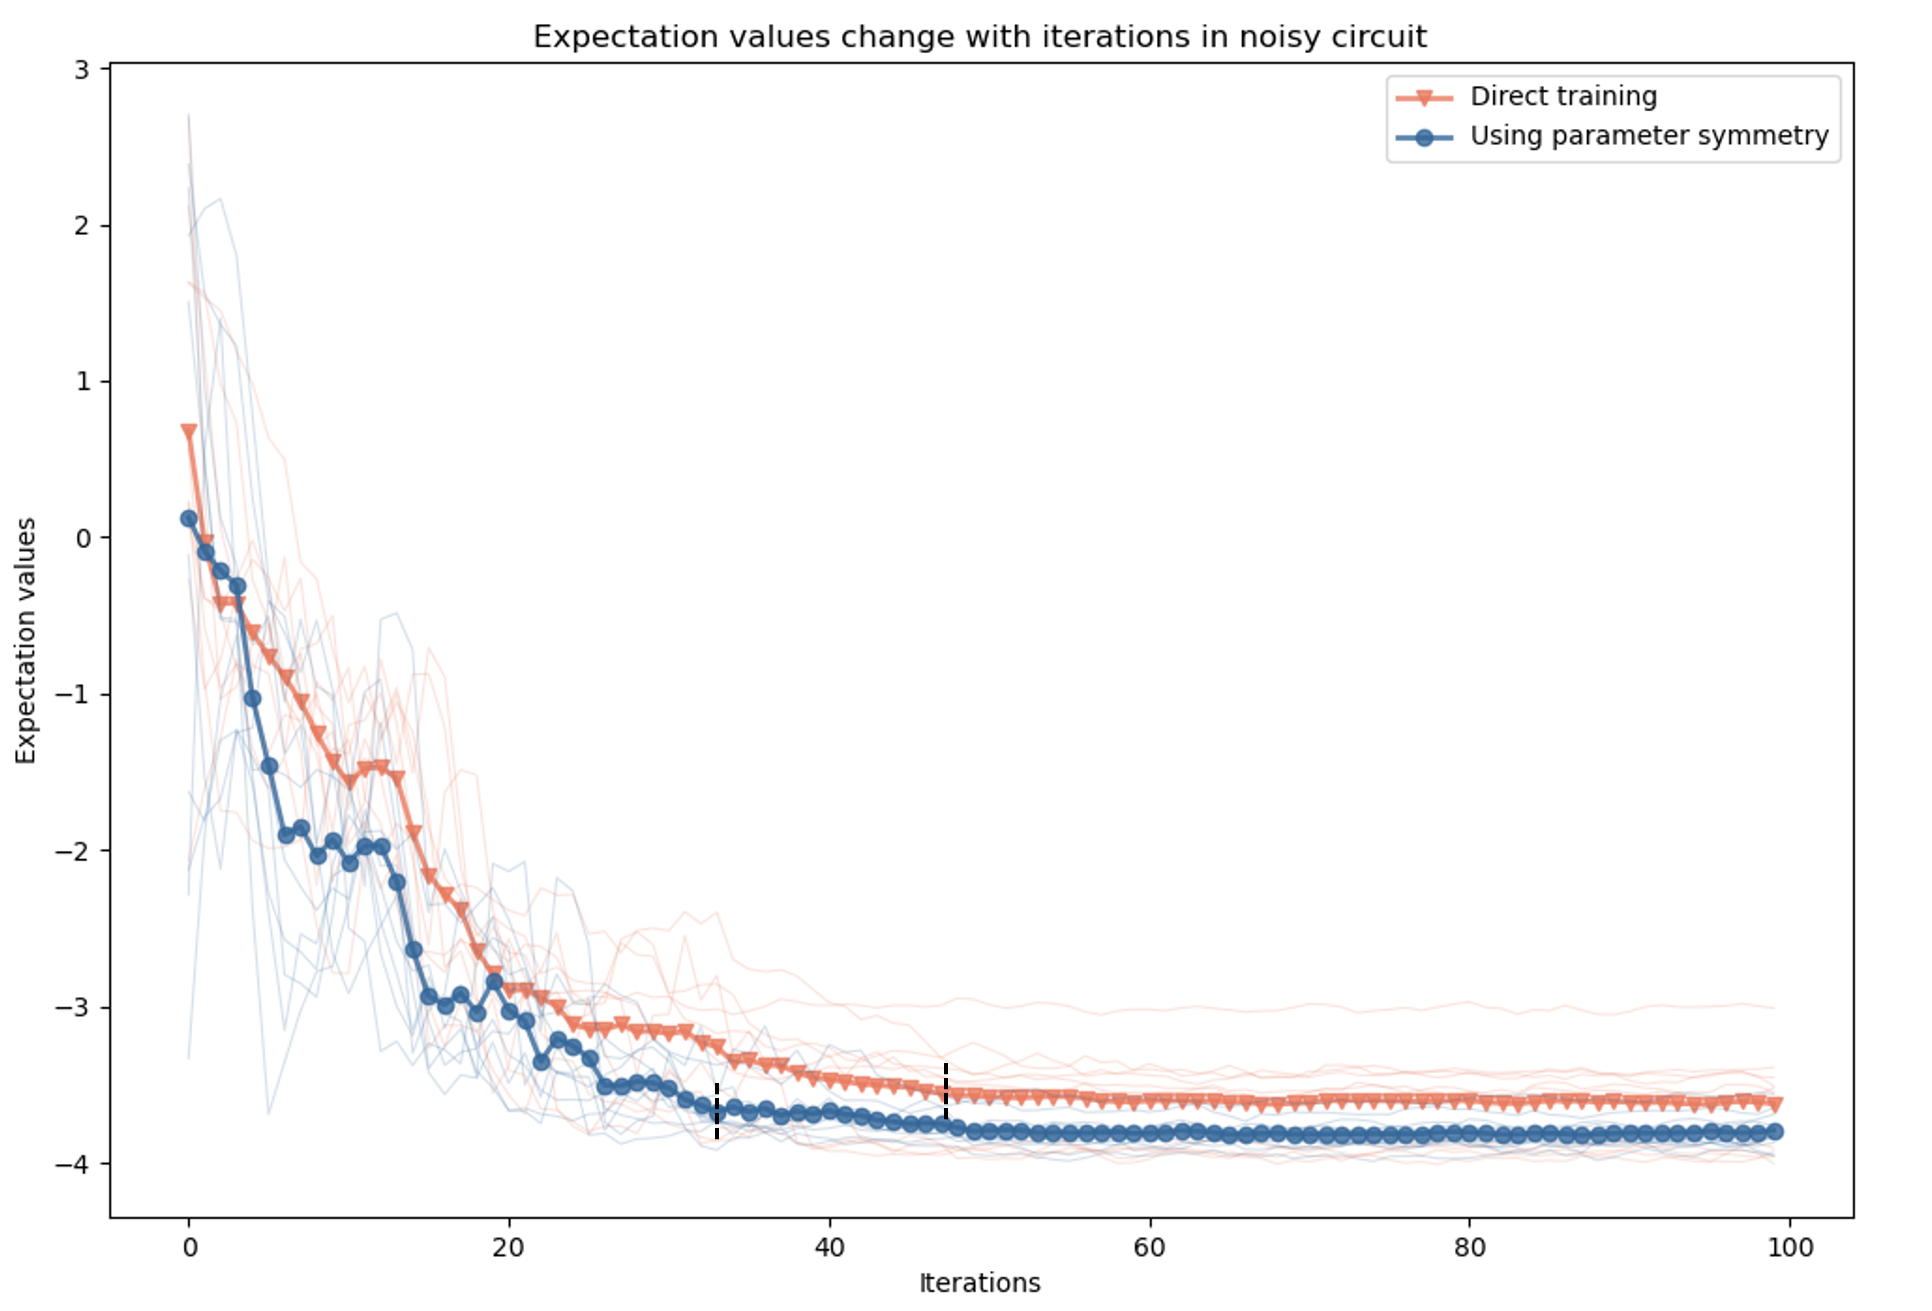 Expectation values change with iterations in noisy circuit
Direct training
Using parameter symmetry
Expectation values
3
2
1
0
−1
−2
−3
−4
0 20 40 60 80 100
Iterations